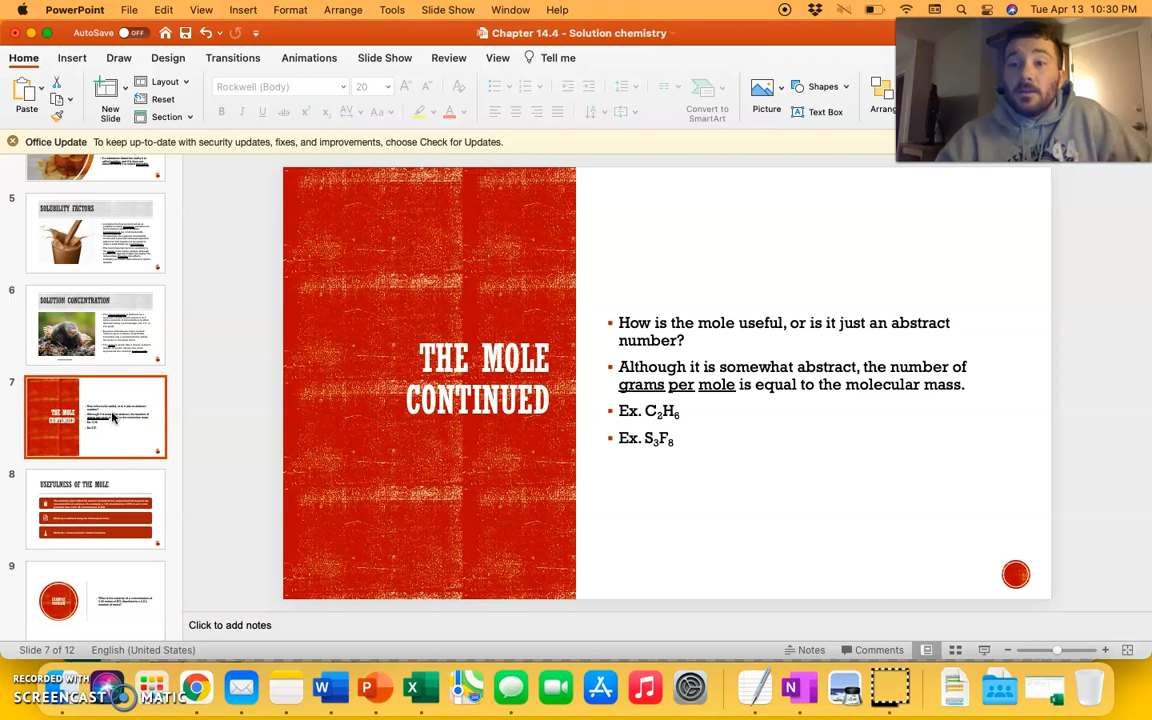 PowerPoint File Edit View Insert Format Arrange Tools Slide Show Window Help Tue Apr 13 10:30 PM
AutoSave OFF Chapter 14.4 - Solution chemistry
Home Insert Draw Design Transitions Animations Slide Show Review View Tell me
Paste
New Slide
Layout
Reset
Section
Rockwell (Body) 20
Convert to SmartArt
Picture
Shapes
Text Box
Arrang
Office Update To keep up-to-date with security updates, fixes, and improvements, choose Check for Updates.
5
SOLUBILITY FACTORS
6
SOLUTION CONCENTRATION
7
THE MOLE
CONTINUED
8
USEFULNESS OF THE MOLE
9
EXAMPLE
PROBLEM
THE MOLE
CONTINUED
▪ How is the mole useful, or is it just an abstract
number?
▪ Although it is somewhat abstract, the number of
grams per mole is equal to the molecular mass.
▪ Ex. C₂H₆
▪ Ex. S₃F₈
Click to add notes
Slide 7 of 12 English (United States) Notes Comments
RECORDED WITH
SCREENCAST MATIC